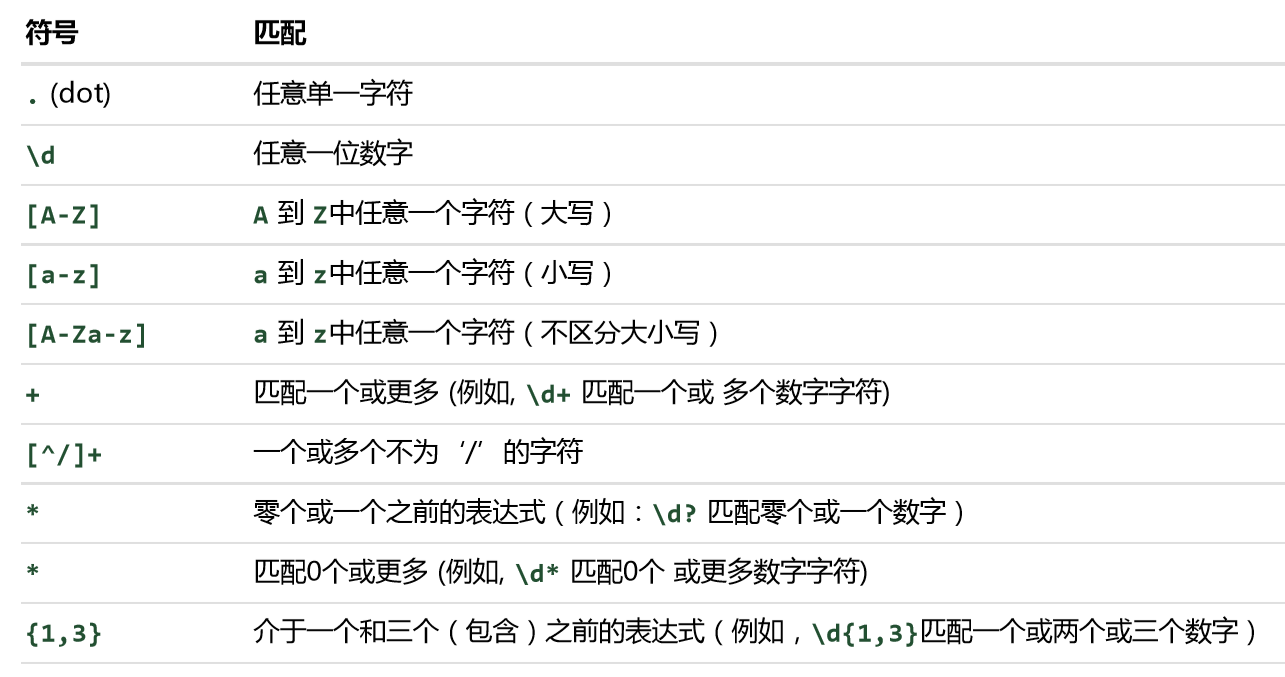 符号 匹配
. (dot) 任意单一字符
\d 任意一位数字
[A-Z] A 到 Z中任意一个字符（大写）
[a-z] a 到 z中任意一个字符（小写）
[A-Za-z] a 到 z中任意一个字符（不区分大小写）
+ 匹配一个或更多 (例如, \d+ 匹配一个或 多个数字字符)
[^/]+ 一个或多个不为‘/’的字符
* 零个或一个之前的表达式（例如：\d? 匹配零个或一个数字）
* 匹配0个或更多 (例如, \d* 匹配0个 或更多数字字符)
{1,3} 介于一个和三个（包含）之前的表达式（例如，\d{1,3}匹配一个或两个或三个数字）